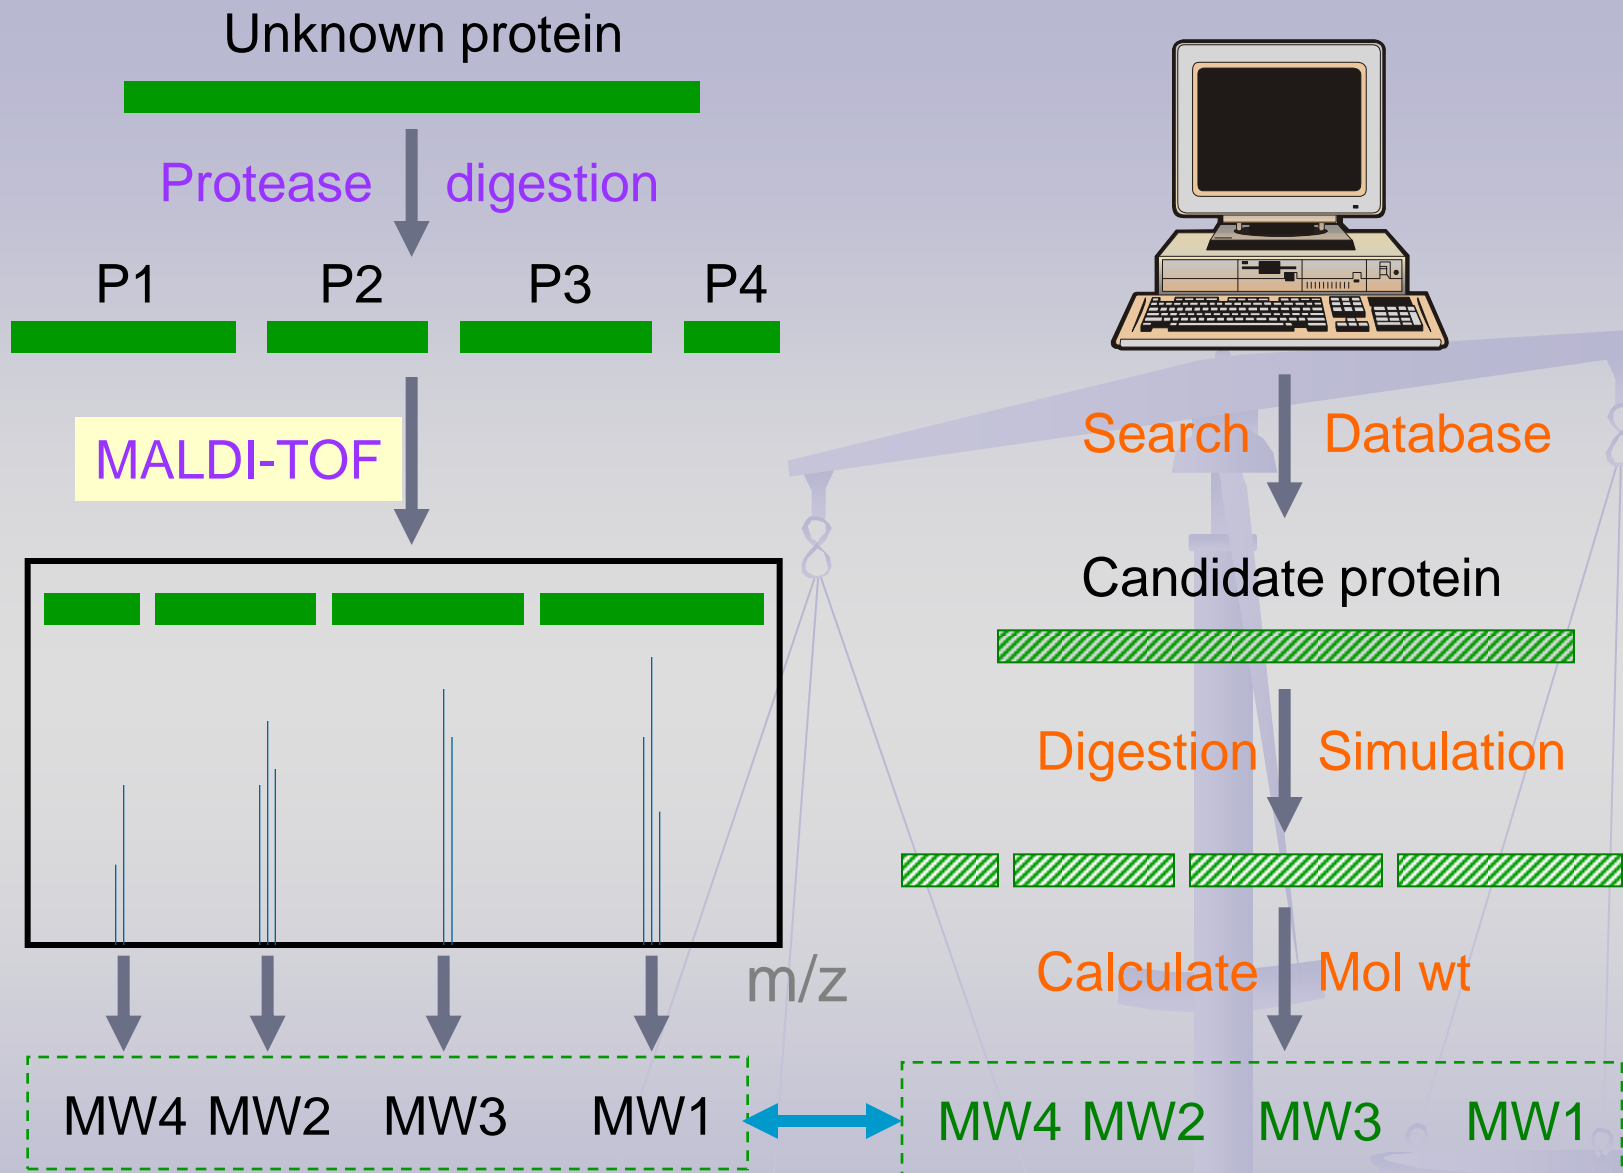 Unknown protein
Protease digestion
P1 P2 P3 P4
MALDI-TOF
m/z
MW4 MW2 MW3 MW1
Search Database
Candidate protein
Digestion Simulation
Calculate Mol wt
MW4 MW2 MW3 MW1